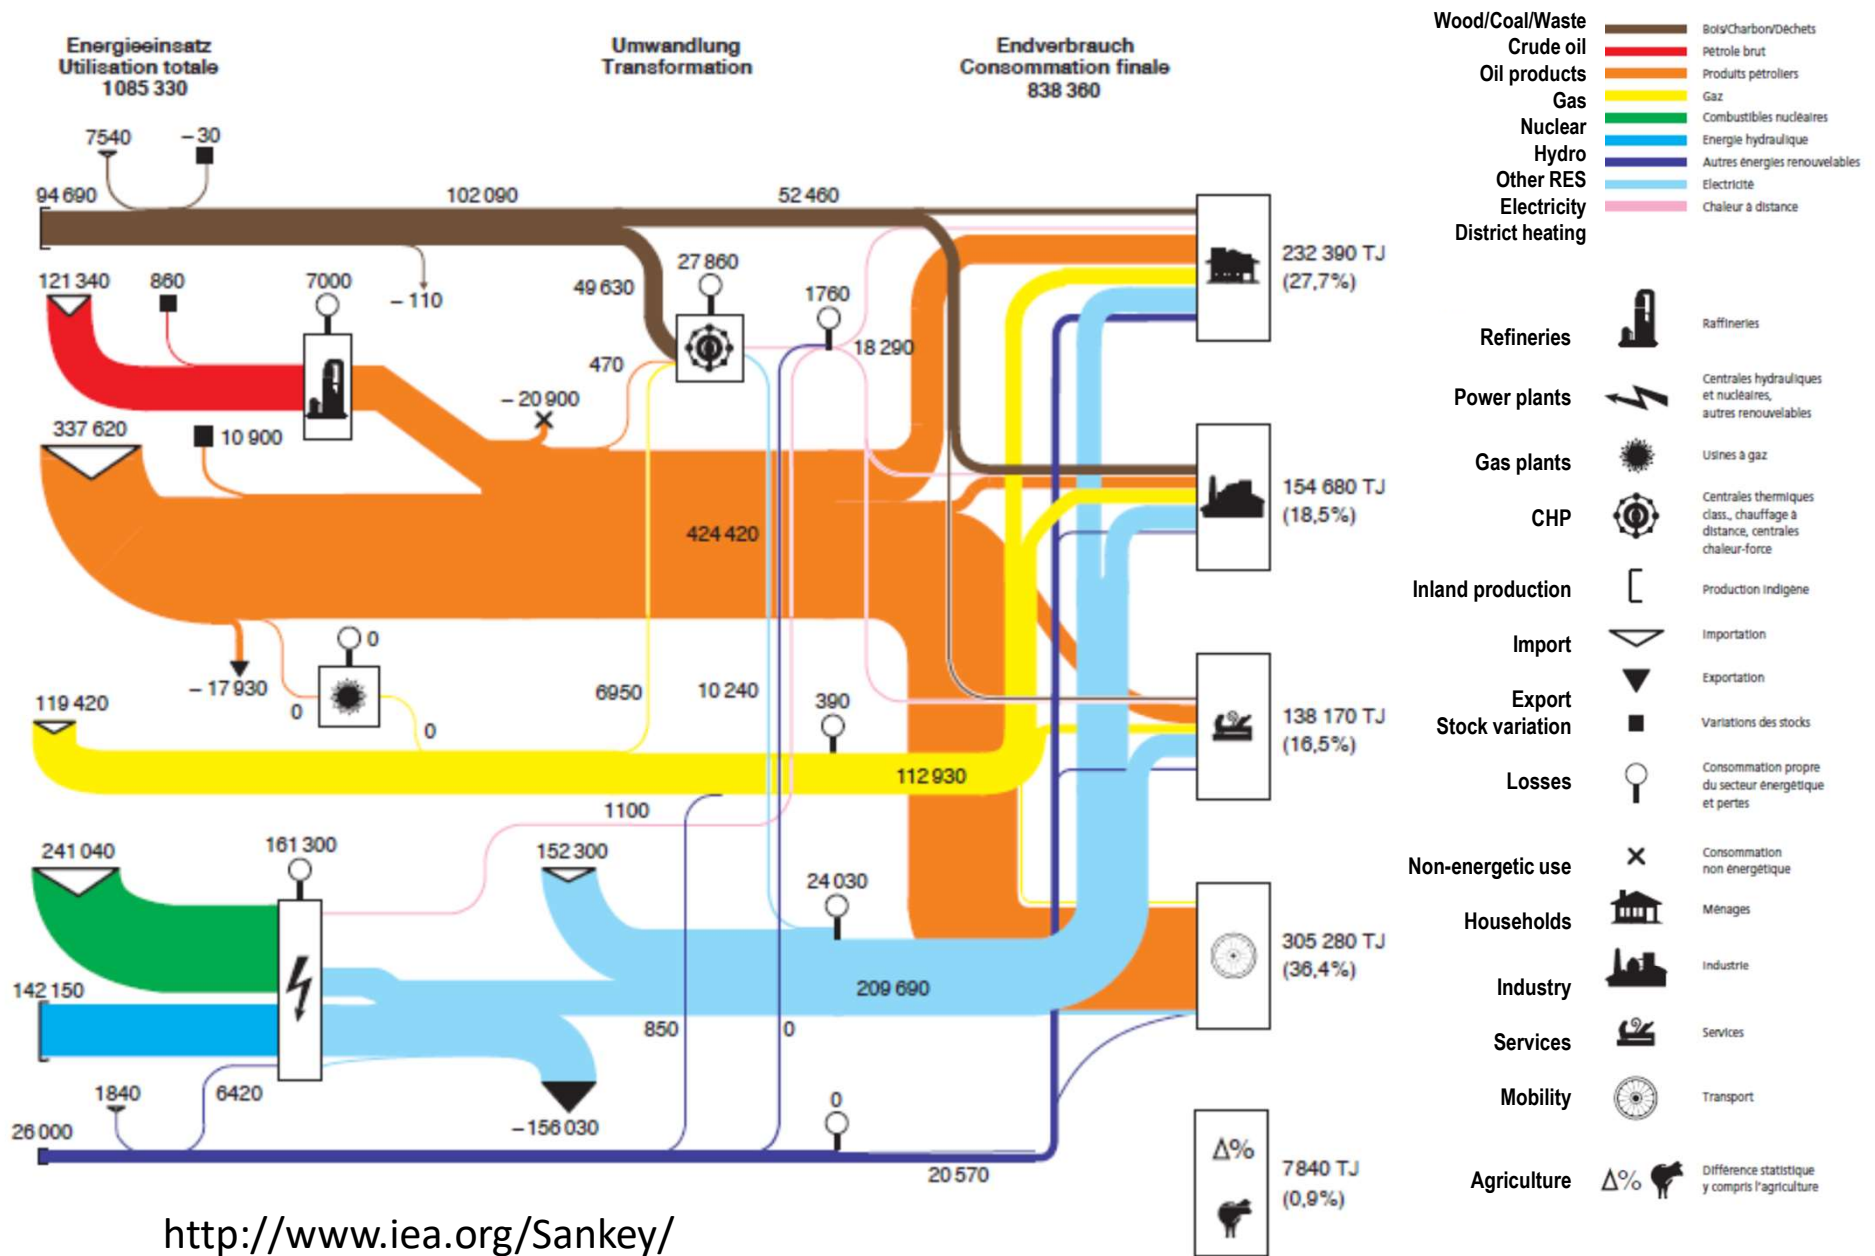 Energieeinsatz
Utilisation totale
1 085 330
Umwandlung
Transformation
Endverbrauch
Consommation finale
838 360
7540
– 30
94 690
102 090
52 460
– 110
49 630
121 340
860
7000
27 860
1760
18 290
470
– 20 900
337 620
10 900
424 420
– 17 930
0
0
0
119 420
6950
10 240
390
112 930
1100
241 040
161 300
152 300
24 030
142 150
209 690
850
0
1840
6420
– 156 030
0
26 000
20 570
232 390 TJ
(27,7%)
154 680 TJ
(18,5%)
138 170 TJ
(16,5%)
305 280 TJ
(36,4%)
Δ%
7840 TJ
(0,9%)
Wood/Coal/Waste
Bois/Charbon/Déchets
Crude oil
Pétrole brut
Oil products
Produits pétroliers
Gas
Gaz
Nuclear
Combustibles nucléaires
Hydro
Energie hydraulique
Other RES
Autres énergies renouvelables
Electricity
Electricité
District heating
Chaleur à distance
Refineries
Raffineries
Power plants
Centrales hydrauliques
et nucléaires,
autres renouvelables
Gas plants
Usines à gaz
CHP
Centrales thermiques
class., chauffage à
distance, centrales
chaleur-force
Inland production
Production indigène
Import
Importation
Export
Exportation
Stock variation
Variations des stocks
Losses
Consommation propre
du secteur énergétique
et pertes
Non-energetic use
Consommation
non énergétique
Households
Ménages
Industry
Industrie
Services
Services
Mobility
Transport
Agriculture
Δ%
Différence statistique
y compris l'agriculture
http://www.iea.org/Sankey/